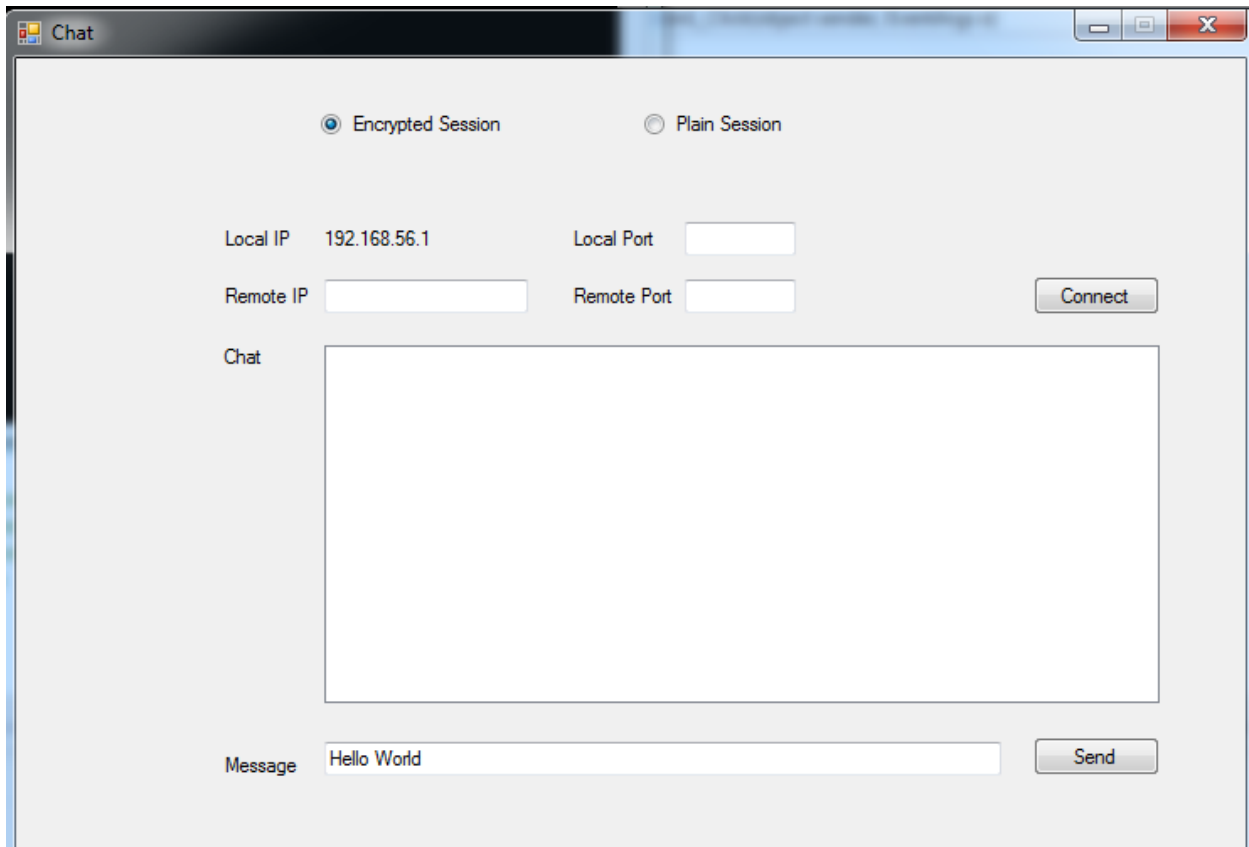 Chat
Encrypted Session Plain Session
Local IP 192.168.56.1 Local Port
Remote IP Remote Port Connect
Chat
Message Hello World Send